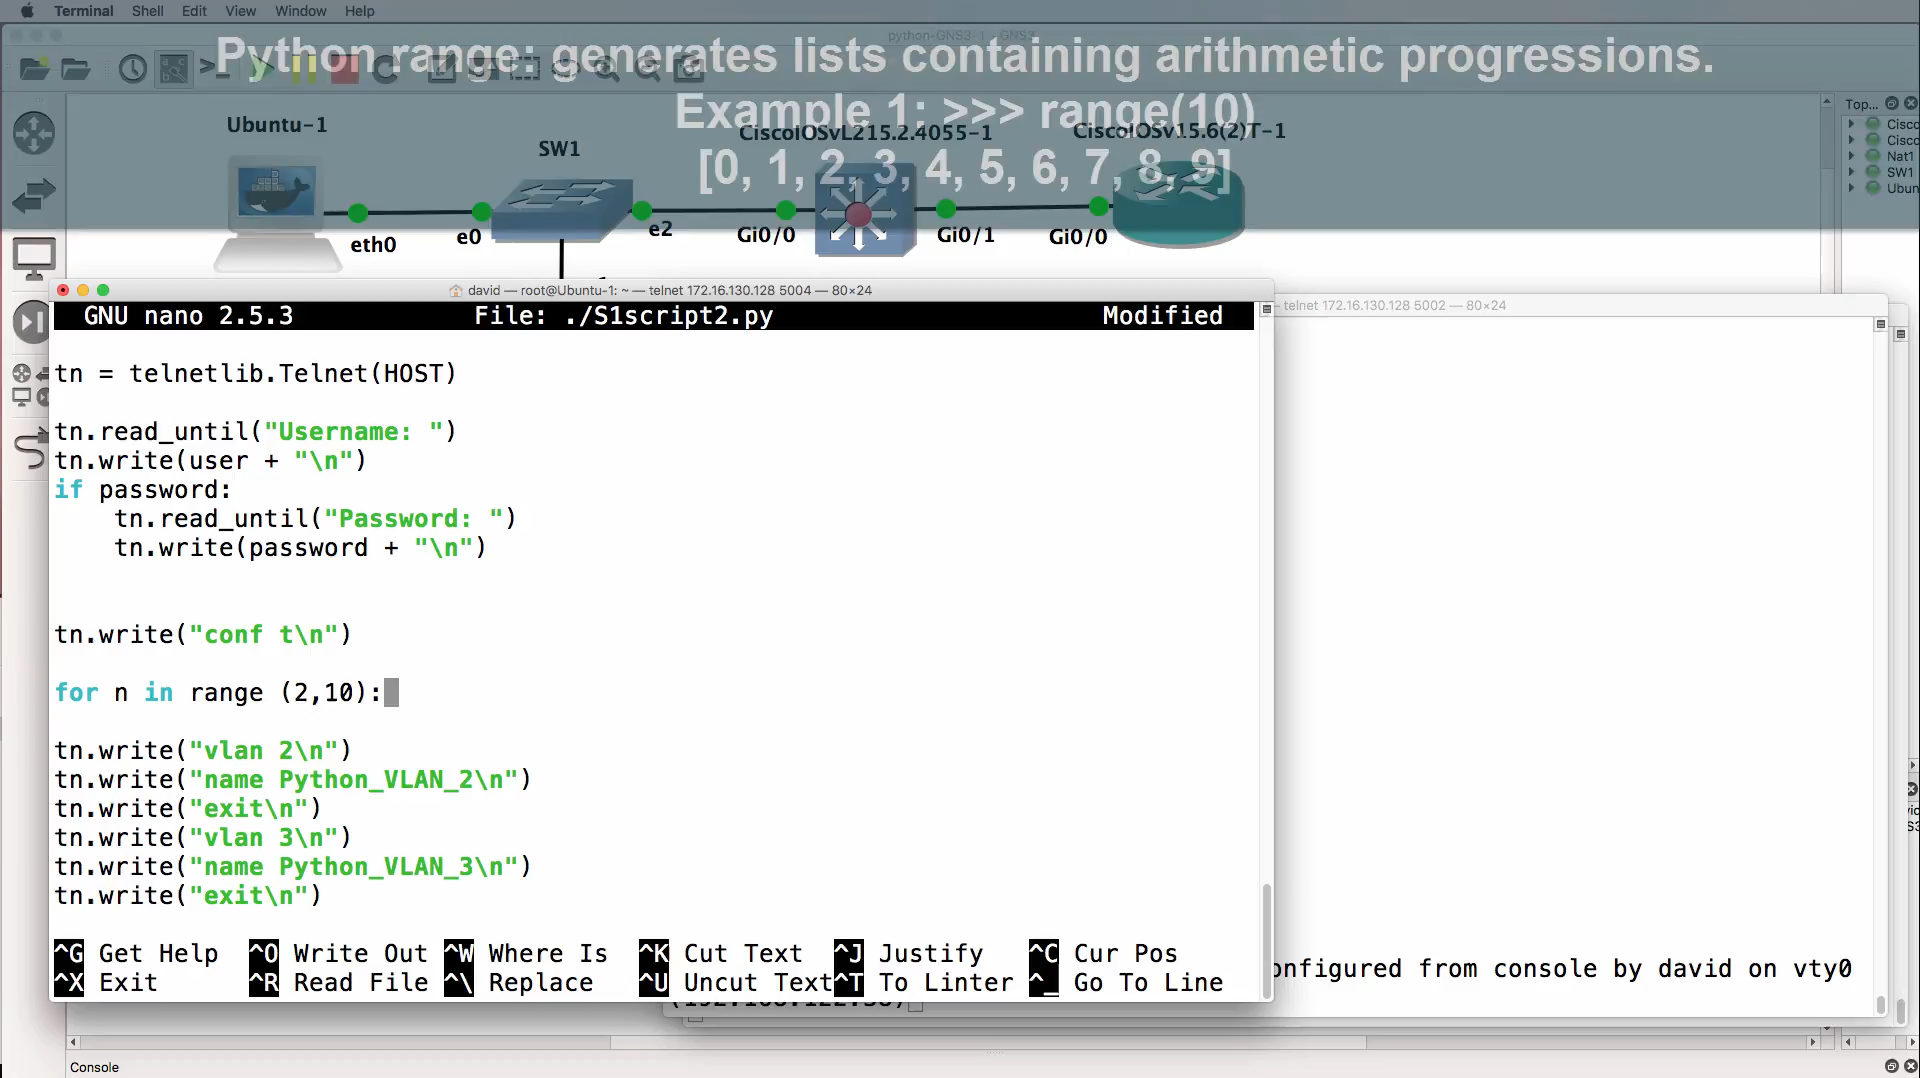 Terminal Shell Edit View Window Help
python-GNS3-1 - GNS3
Python range: generates lists containing arithmetic progressions.
Example 1: >>> range(10)
[0, 1, 2, 3, 4, 5, 6, 7, 8, 9]
Top...
Cisco
Cisco
Nat1
SW1
Ubun
Ubuntu-1
SW1
CiscoIOSvL215.2.4055-1
CiscoIOSv15.6(2)T-1
eth0
e0
e2
Gi0/0
Gi0/1
Gi0/0
david — root@Ubuntu-1: ~ — telnet 172.16.130.128 5004 — 80×24
telnet 172.16.130.128 5002 — 80×24
GNU nano 2.5.3 File: ./S1script2.py Modified
tn = telnetlib.Telnet(HOST)
tn.read_until("Username: ")
tn.write(user + "\n")
if password:
tn.read_until("Password: ")
tn.write(password + "\n")
tn.write("conf t\n")
for n in range (2,10):
tn.write("vlan 2\n")
tn.write("name Python_VLAN_2\n")
tn.write("exit\n")
tn.write("vlan 3\n")
tn.write("name Python_VLAN_3\n")
tn.write("exit\n")
^G Get Help ^O Write Out ^W Where Is ^K Cut Text ^J Justify ^C Cur Pos
^X Exit ^R Read File ^\ Replace ^U Uncut Text ^T To Linter ^_ Go To Line
onfigured from console by david on vty0
Console